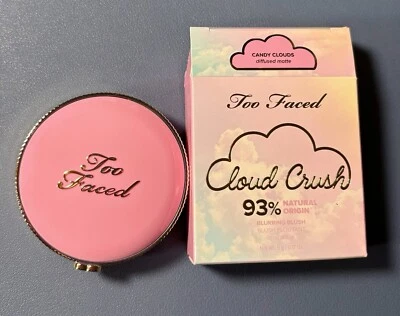 Too
Faced
CANDY CLOUDS
diffused matte
Too Faced
Cloud Crush
93% NATURAL
ORIGIN
BLURRING BLUSH